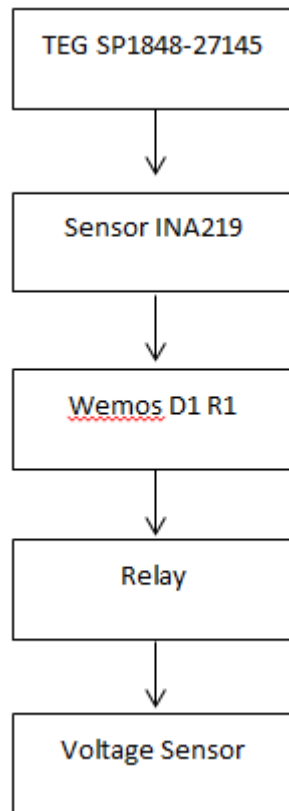 TEG SP1848-27145
Sensor INA219
Wemos D1 R1
Relay
Voltage Sensor